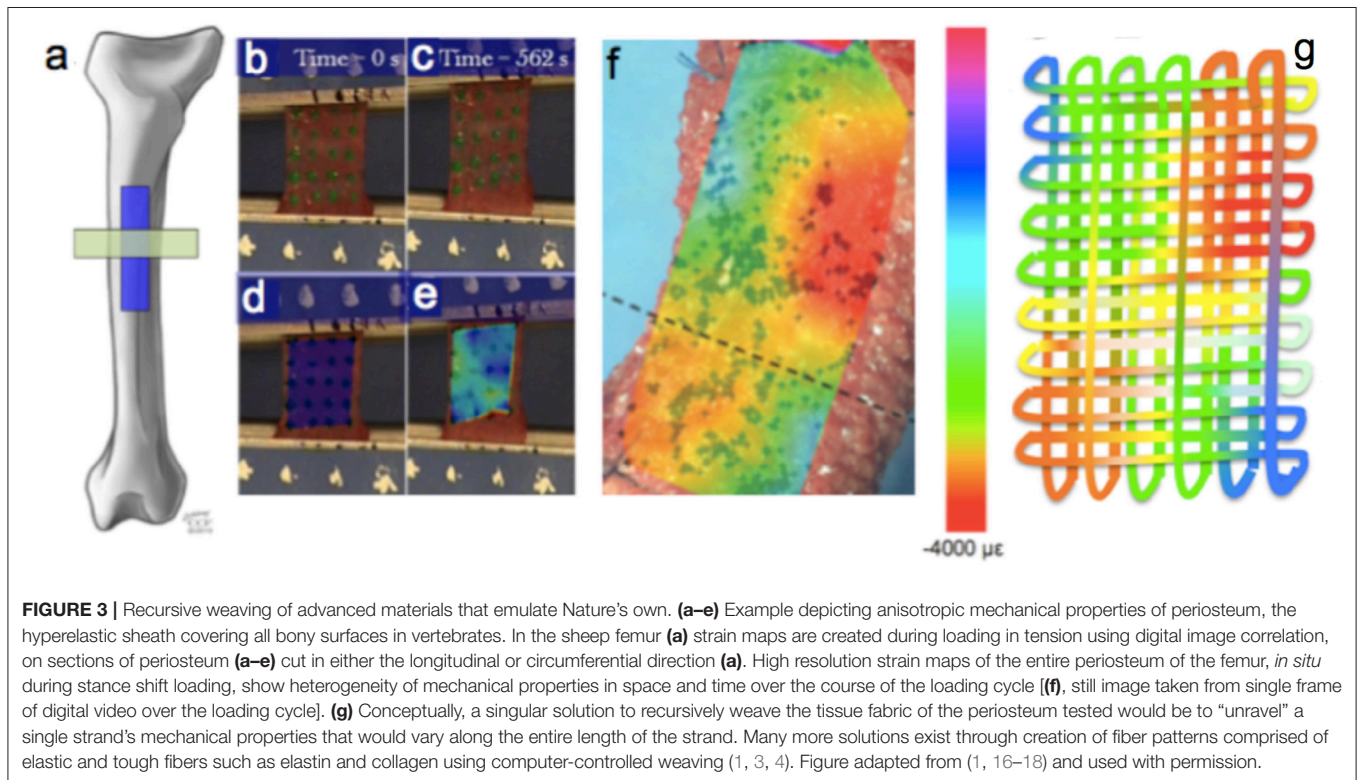 a
b
Time - 0 s
c
Time - 562 s
d
e
f
g
-4000 με
FIGURE 3 | Recursive weaving of advanced materials that emulate Nature's own. (a–e) Example depicting anisotropic mechanical properties of periosteum, the
hyperelastic sheath covering all bony surfaces in vertebrates. In the sheep femur (a) strain maps are created during loading in tension using digital image correlation,
on sections of periosteum (a–e) cut in either the longitudinal or circumferential direction (a). High resolution strain maps of the entire periosteum of the femur, in situ
during stance shift loading, show heterogeneity of mechanical properties in space and time over the course of the loading cycle [(f), still image taken from single frame
of digital video over the loading cycle]. (g) Conceptually, a singular solution to recursively weave the tissue fabric of the periosteum tested would be to “unravel” a
single strand's mechanical properties that would vary along the entire length of the strand. Many more solutions exist through creation of fiber patterns comprised of
elastic and tough fibers such as elastin and collagen using computer-controlled weaving (1, 3, 4). Figure adapted from (1, 16–18) and used with permission.